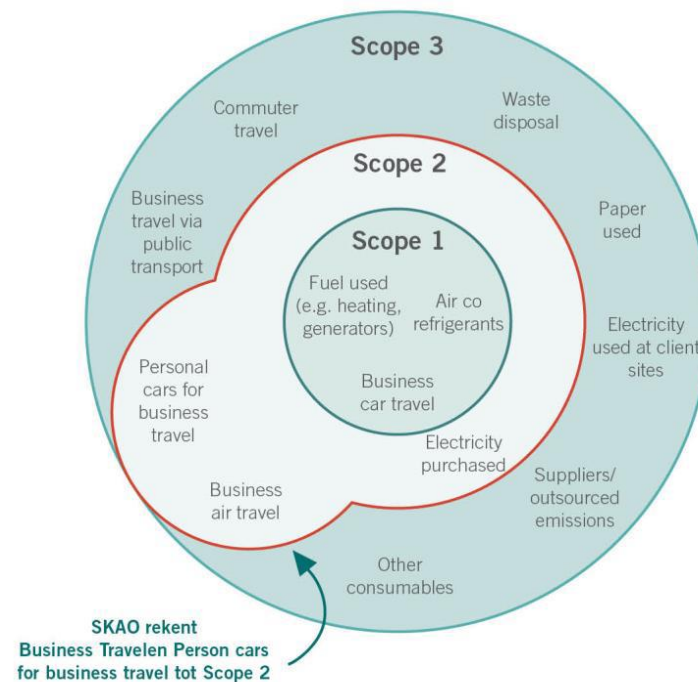 Scope 3
Commuter
travel
Waste
disposal
Scope 2
Business
travel via
public
transport
Paper
used
Scope 1
Fuel used
(e.g. heating,
generators)
Air co
refrigerants
Electricity
used at client
sites
Personal
cars for
business
travel
Business
car travel
Electricity
purchased
Business
air travel
Suppliers/
outsourced
emissions
Other
consumables
SKAO rekent
Business Travelen Person cars
for business travel tot Scope 2